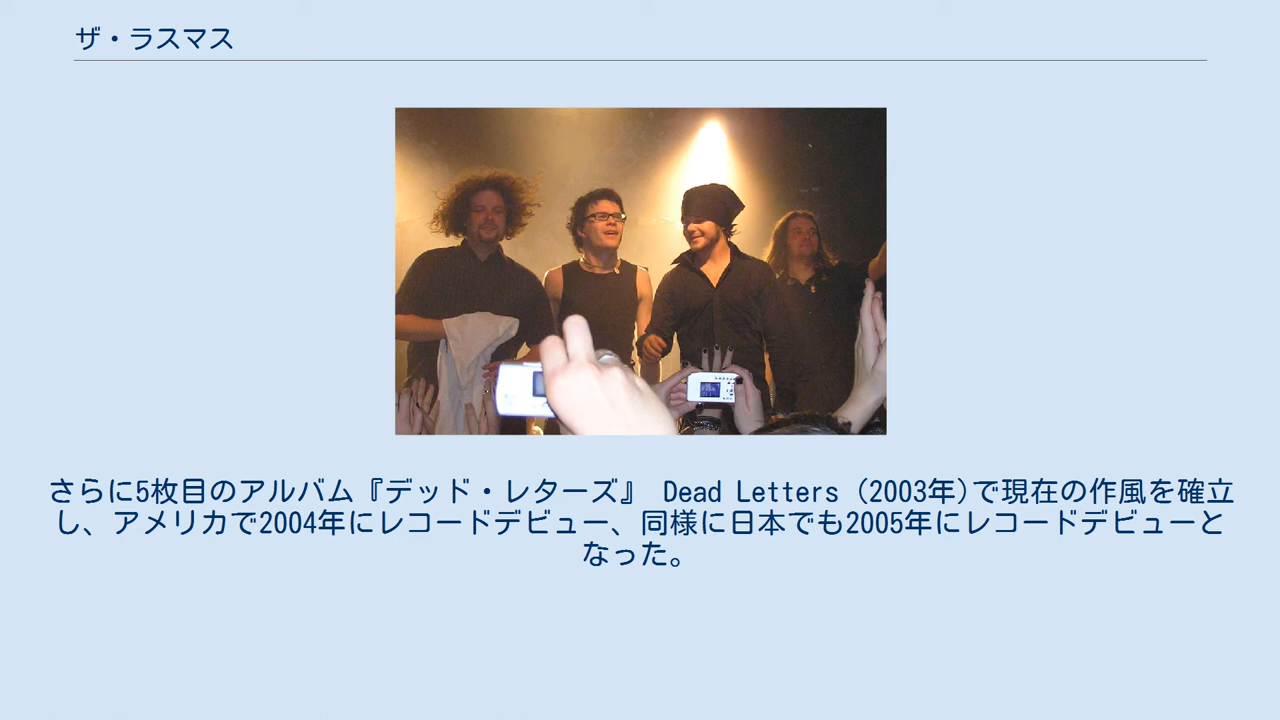 ザ・ラスマス
さらに5枚目のアルバム『デッド・レターズ』 Dead Letters (2003年)で現在の作風を確立
し、アメリカで2004年にレコードデビュー、同様に日本でも2005年にレコードデビューと
なった。